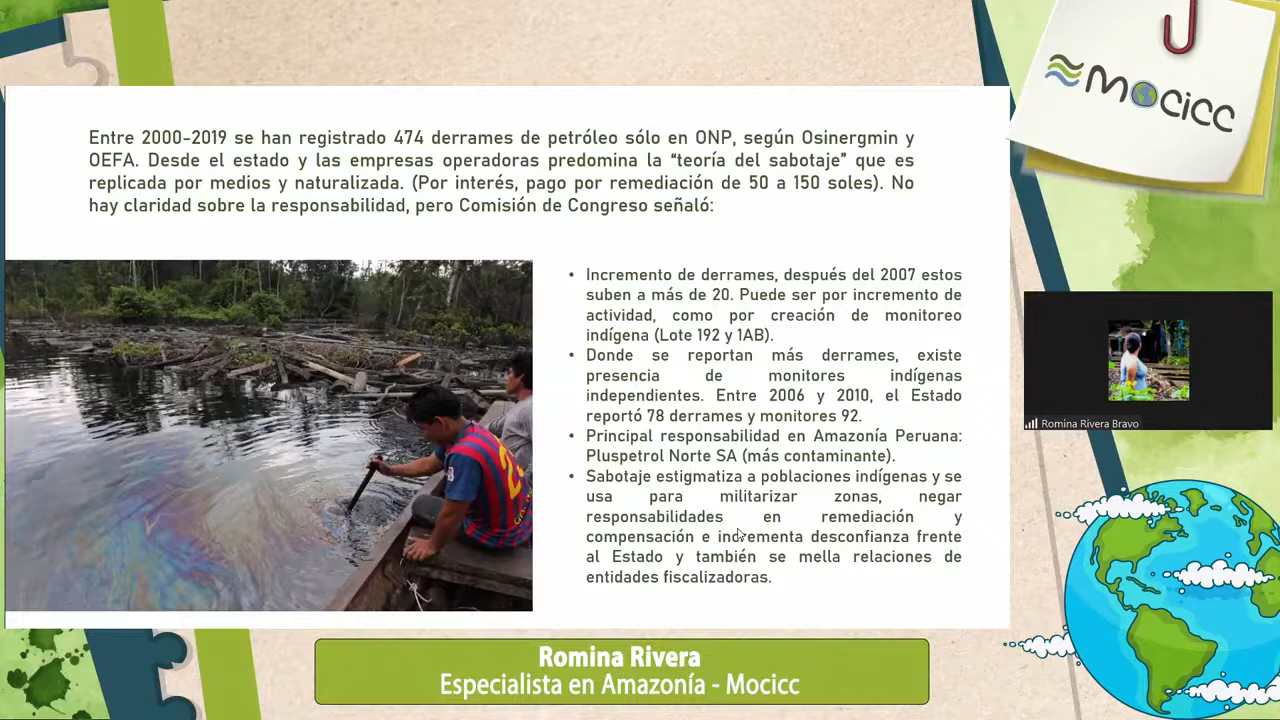 Entre 2000-2019 se han registrado 474 derrames de petróleo sólo en ONP, según Osinergmin y
OEFA. Desde el estado y las empresas operadoras predomina la “teoría del sabotaje” que es
replicada por medios y naturalizada. (Por interés, pago por remediación de 50 a 150 soles). No
hay claridad sobre la responsabilidad, pero Comisión de Congreso señaló:
• Incremento de derrames, después del 2007 estos
suben a más de 20. Puede ser por incremento de
actividad, como por creación de monitoreo
indígena (Lote 192 y 1AB).
• Donde se reportan más derrames, existe
presencia de monitores indígenas
independientes. Entre 2006 y 2010, el Estado
reportó 78 derrames y monitores 92.
• Principal responsabilidad en Amazonía Peruana:
Pluspetrol Norte SA (más contaminante).
• Sabotaje estigmatiza a poblaciones indígenas y se
usa para militarizar zonas, negar
responsabilidades en remediación y
compensación e incrementa desconfianza frente
al Estado y también se mella relaciones de
entidades fiscalizadoras.
mocicc
Romina Rivera Bravo
Romina Rivera
Especialista en Amazonía - Mocicc